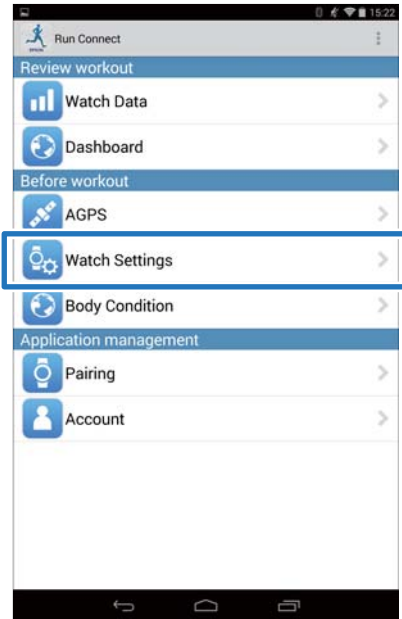 15:22
Run Connect
EPSON
Review workout
Watch Data
Dashboard
Before workout
AGPS
Watch Settings
Body Condition
Application management
Pairing
Account